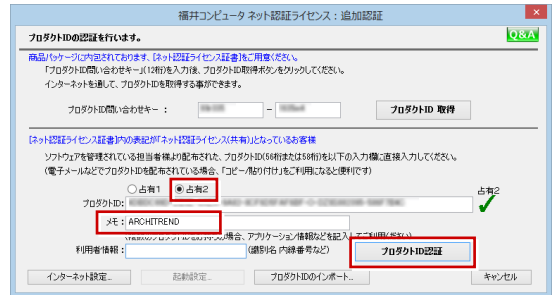 福井コンピュータ ネット認証ライセンス：追加認証
プロダクトIDの認証を行います。
Q&A
商品パッケージに内包されております、[ネット認証ライセンス証書]をご用意ください。
「プロダクトID問い合わせキー」(12桁)を入力後、プロダクトID取得ボタンをクリックしてください。
インターネットを通して、プロダクトIDを取得する事ができます。
プロダクトID問い合わせキー：
－
プロダクトID 取得
[ネット認証ライセンス証書]内の表記が「ネット認証ライセンス(共有)」となっているお客様
ソフトウェアを管理されている担当者様より配布された、プロダクトID(56桁または58桁)を以下の入力欄に直接入力してください。
(電子メールなどでプロダクトIDを配布されている場合、「コピー/貼り付け」をご利用になると便利です)
占有1 占有2
占有2
プロダクトID：
メモ：ARCHITREND
場合、アプリケーション情報などを記入
利用者情報：
(識別名 内線番号など)
プロダクトID認証
インターネット設定...
起動設定...
プロダクトIDのインポート...
キャンセル